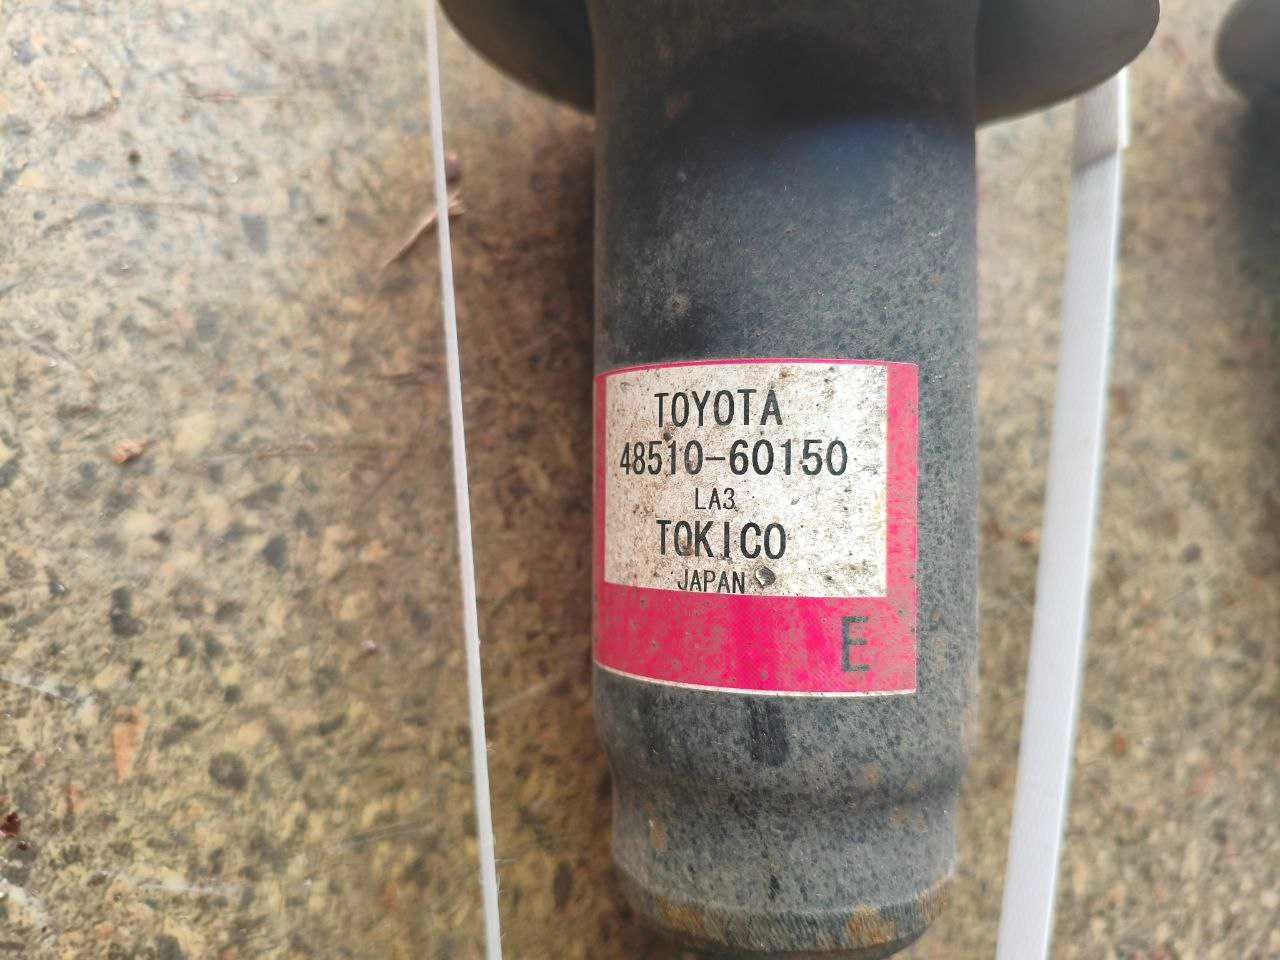 TOYOTA
48510-60150
LA3
TOKICO
JAPAN
E